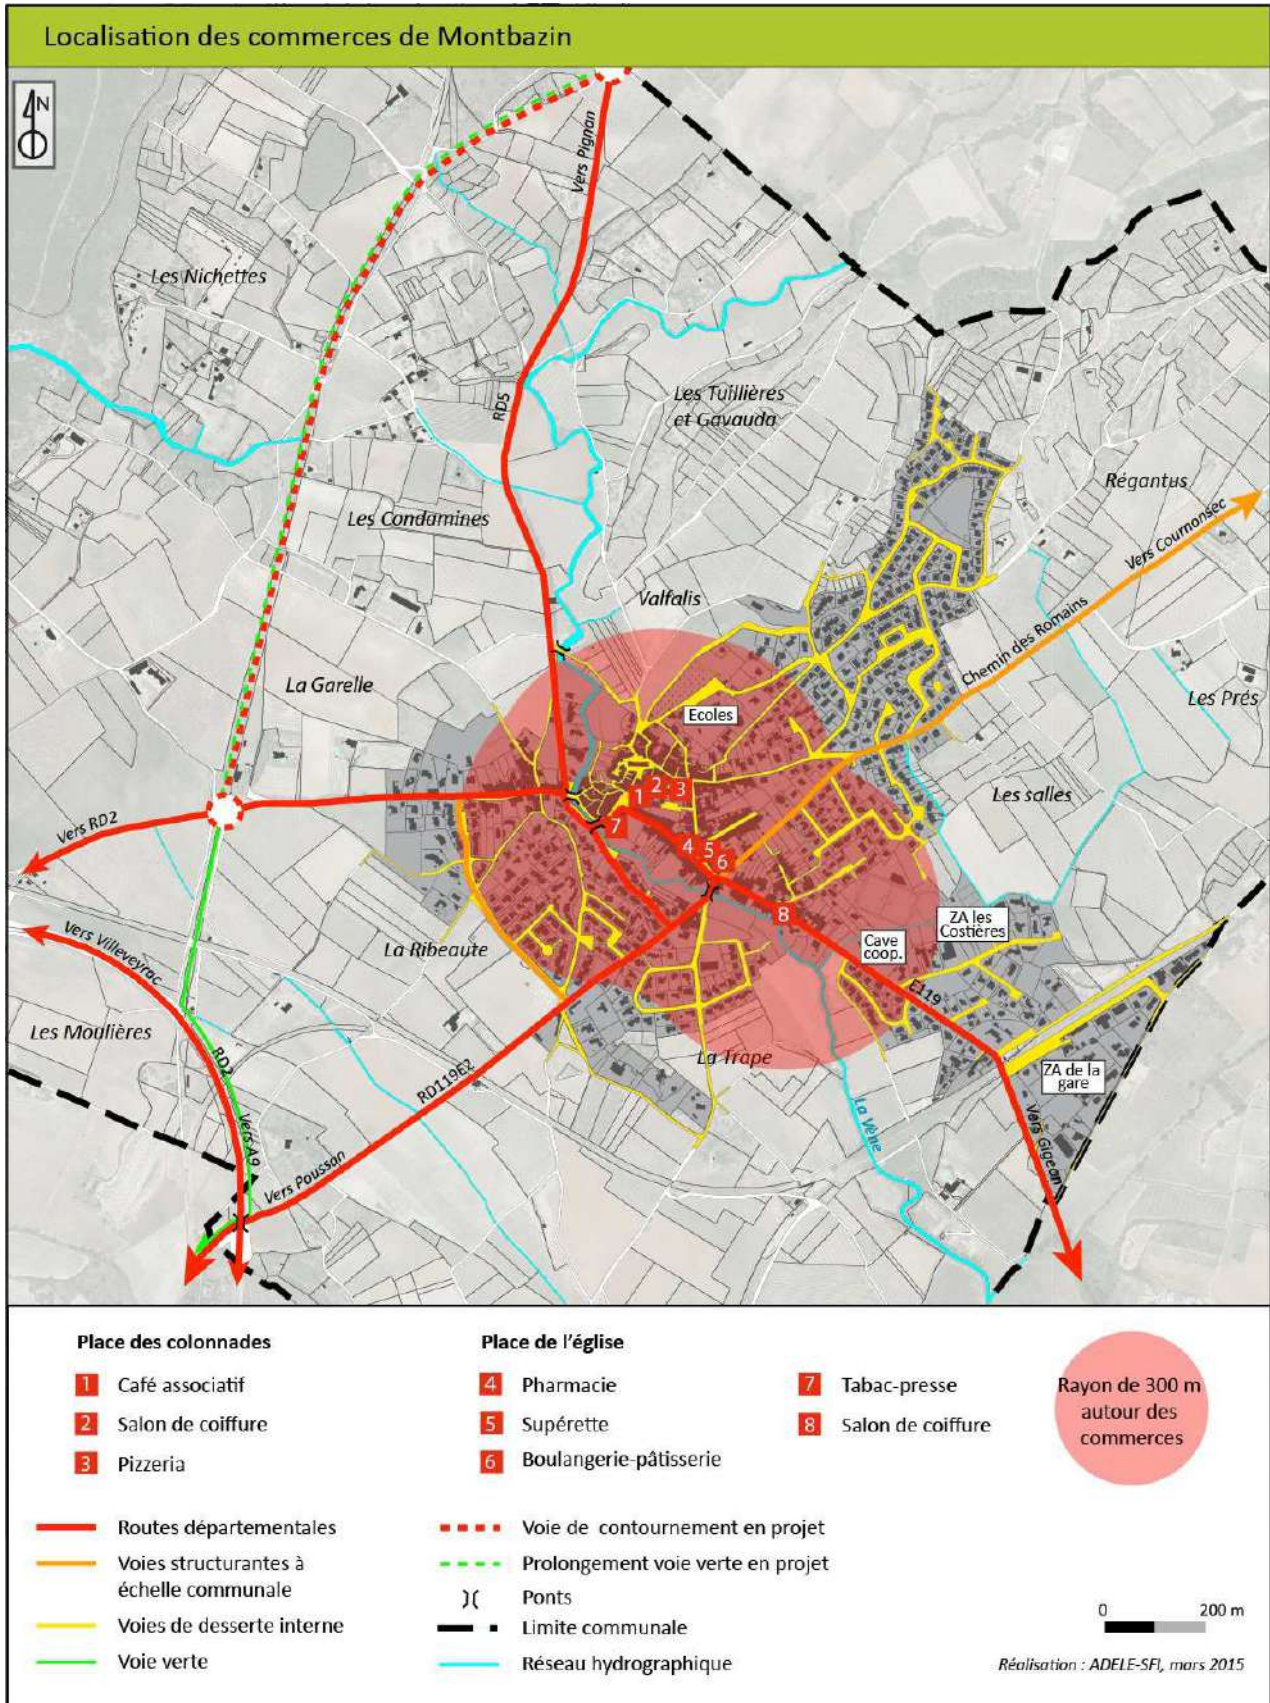 Localisation des commerces de Montbazin
N
Vers Pignan
Les Nichettes
RD5
Les Tuillières
et Gavauda
Régantus
Les Condamines
Vers Cournonsec
Valfalis
Chemin des Romains
La Garelle
Les Prés
Ecoles
Les salles
1 2 3
Vers RD2
7
4 5 6
8
ZA les
Costières
Vers Villeveyrac
La Ribeaute
Cave
coop.
E119
Les Moulières
RD2
La Trape
ZA de la
gare
RD119E2
La Vène
Vers A9
Vers Gigean
Vers Poussan
Place des colonnades
1 Café associatif
2 Salon de coiffure
3 Pizzeria
Place de l'église
4 Pharmacie
5 Supérette
6 Boulangerie-pâtisserie
7 Tabac-presse
8 Salon de coiffure
Rayon de 300 m
autour des
commerces
Routes départementales
Voies structurantes à
échelle communale
Voies de desserte interne
Voie verte
Voie de contournement en projet
Prolongement voie verte en projet
Ponts
Limite communale
Réseau hydrographique
0 200 m
Réalisation : ADELE-SFI, mars 2015